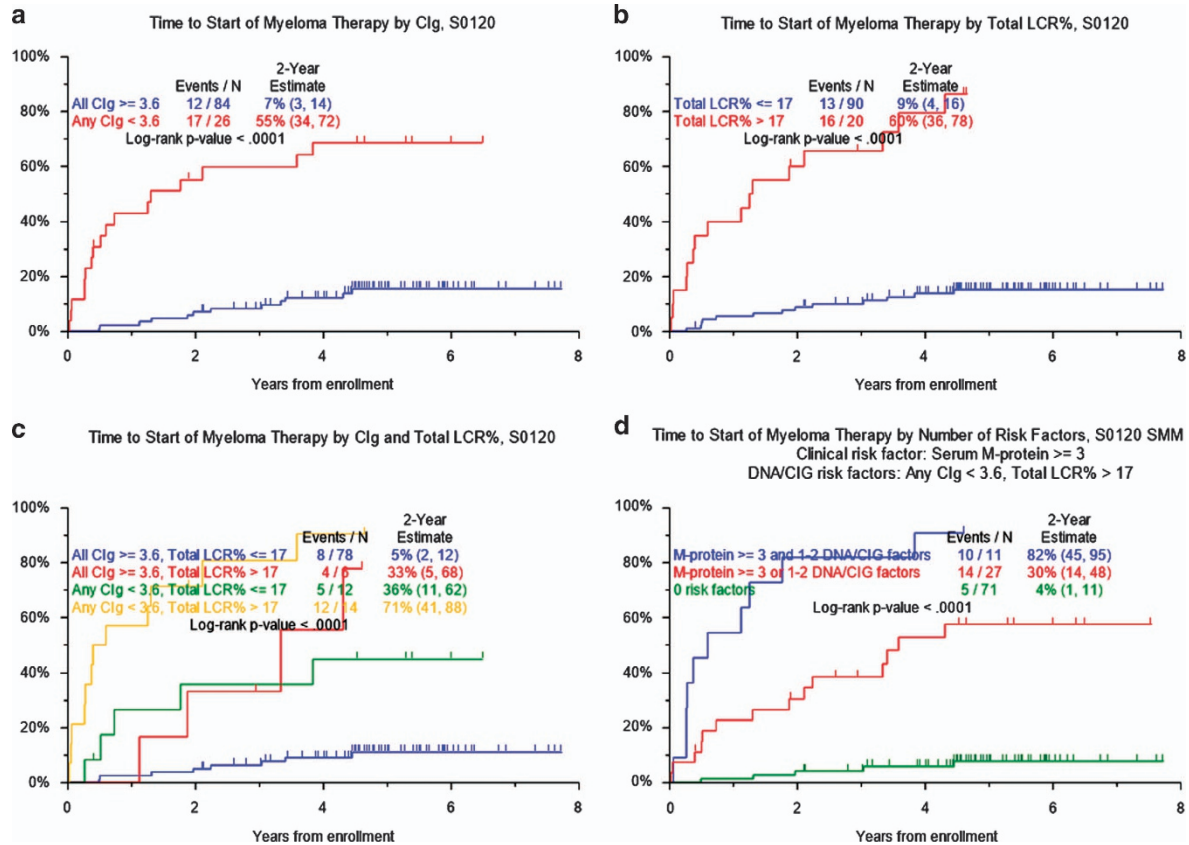 a
Time to Start of Myeloma Therapy by CIg, S0120
100%
80%
60%
40%
20%
0%
2-Year
Events / N Estimate
All CIg >= 3.6 12 / 84 7% (3, 14)
Any CIg < 3.6 17 / 26 55% (34, 72)
Log-rank p-value < .0001
0 2 4 6 8
Years from enrollment
b
Time to Start of Myeloma Therapy by Total LCR%, S0120
100%
80%
60%
40%
20%
0%
2-Year
Events / N Estimate
Total LCR% <= 17 13 / 90 9% (4, 16)
Total LCR% > 17 16 / 20 60% (36, 78)
Log-rank p-value < .0001
0 2 4 6 8
Years from enrollment
c
Time to Start of Myeloma Therapy by CIg and Total LCR%, S0120
100%
80%
60%
40%
20%
0%
2-Year
Events / N Estimate
All CIg >= 3.6, Total LCR% <= 17 8 / 78 5% (2, 12)
All CIg >= 3.6, Total LCR% > 17 4 / 6 33% (5, 68)
Any CIg < 3.6, Total LCR% <= 17 5 / 12 36% (11, 62)
Any CIg < 3.6, Total LCR% > 17 12 / 14 71% (41, 88)
Log-rank p-value < .0001
0 2 4 6 8
Years from enrollment
d
Time to Start of Myeloma Therapy by Number of Risk Factors, S0120 SMM
Clinical risk factor: Serum M-protein >= 3
DNA/CIG risk factors: Any CIg < 3.6, Total LCR% > 17
100%
80%
60%
40%
20%
0%
2-Year
Events / N Estimate
M-protein >= 3 and 1-2 DNA/CIG factors 10 / 11 82% (45, 95)
M-protein >= 3 or 1-2 DNA/CIG factors 14 / 27 30% (14, 48)
0 risk factors 5 / 71 4% (1, 11)
Log-rank p-value < .0001
0 2 4 6 8
Years from enrollment